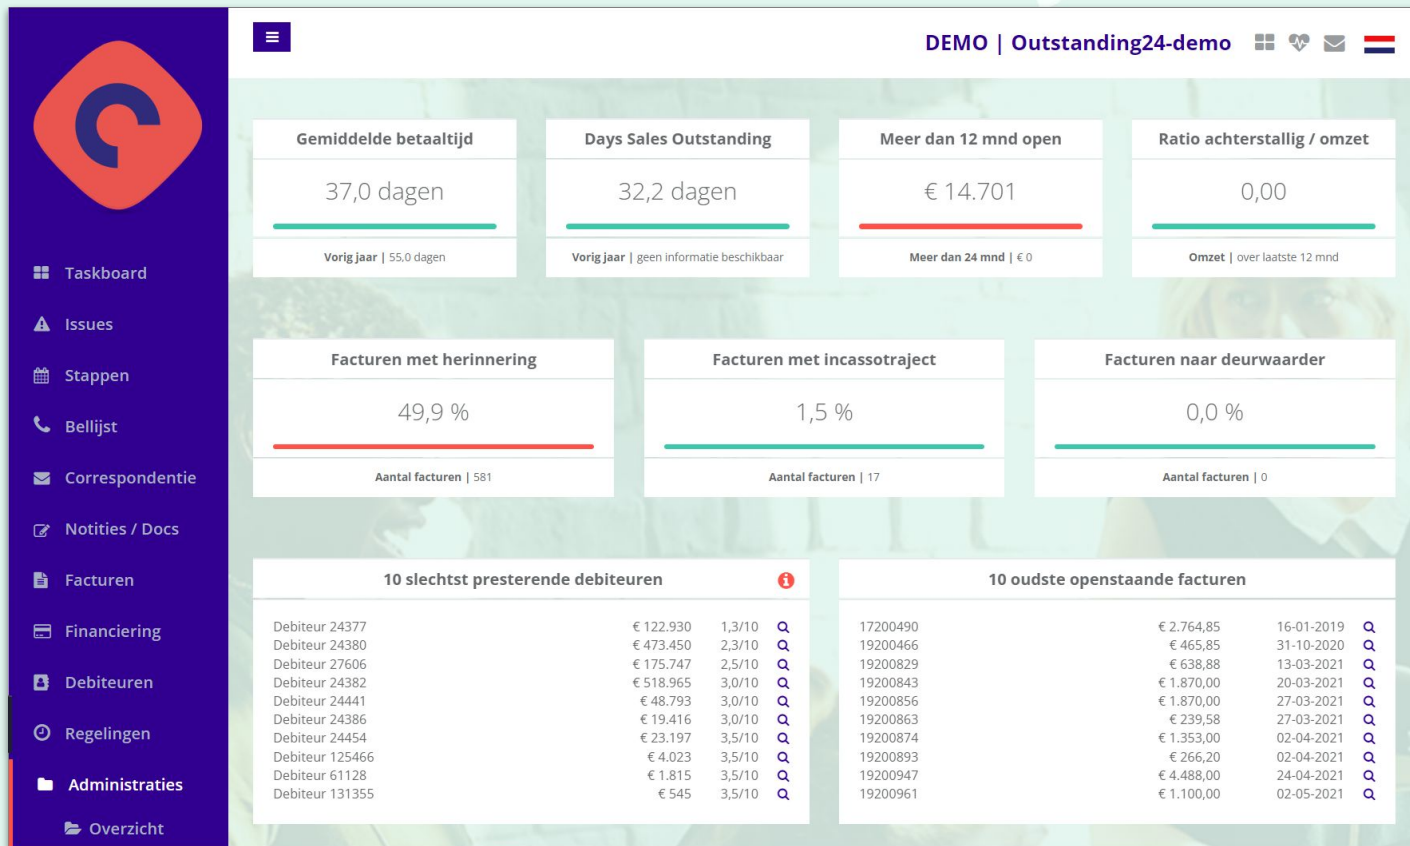 DEMO | Outstanding24-demo
Taskboard
Issues
Stappen
Bellijst
Correspondentie
Notities / Docs
Facturen
Financiering
Debiteuren
Regelingen
Administraties
Overzicht
Gemiddelde betaaltijd
37,0 dagen
Vorig jaar | 55,0 dagen
Days Sales Outstanding
32,2 dagen
Vorig jaar | geen informatie beschikbaar
Meer dan 12 mnd open
€ 14.701
Meer dan 24 mnd | € 0
Ratio achterstallig / omzet
0,00
Omzet | over laatste 12 mnd
Facturen met herinnering
49,9 %
Aantal facturen | 581
Facturen met incassotraject
1,5 %
Aantal facturen | 17
Facturen naar deurwaarder
0,0 %
Aantal facturen | 0
10 slechtst presterende debiteuren
Debiteur 24377 € 122.930 1,3/10
Debiteur 24380 € 473.450 2,3/10
Debiteur 27606 € 175.747 2,5/10
Debiteur 24382 € 518.965 3,0/10
Debiteur 24441 € 48.793 3,0/10
Debiteur 24386 € 19.416 3,0/10
Debiteur 24454 € 23.197 3,5/10
Debiteur 125466 € 4.023 3,5/10
Debiteur 61128 € 1.815 3,5/10
Debiteur 131355 € 545 3,5/10
10 oudste openstaande facturen
17200490 € 2.764,85 16-01-2019
19200466 € 465,85 31-10-2020
19200829 € 638,88 13-03-2021
19200843 € 1.870,00 20-03-2021
19200856 € 1.870,00 27-03-2021
19200863 € 239,58 27-03-2021
19200874 € 1.353,00 02-04-2021
19200893 € 266,20 02-04-2021
19200947 € 4.488,00 24-04-2021
19200961 € 1.100,00 02-05-2021